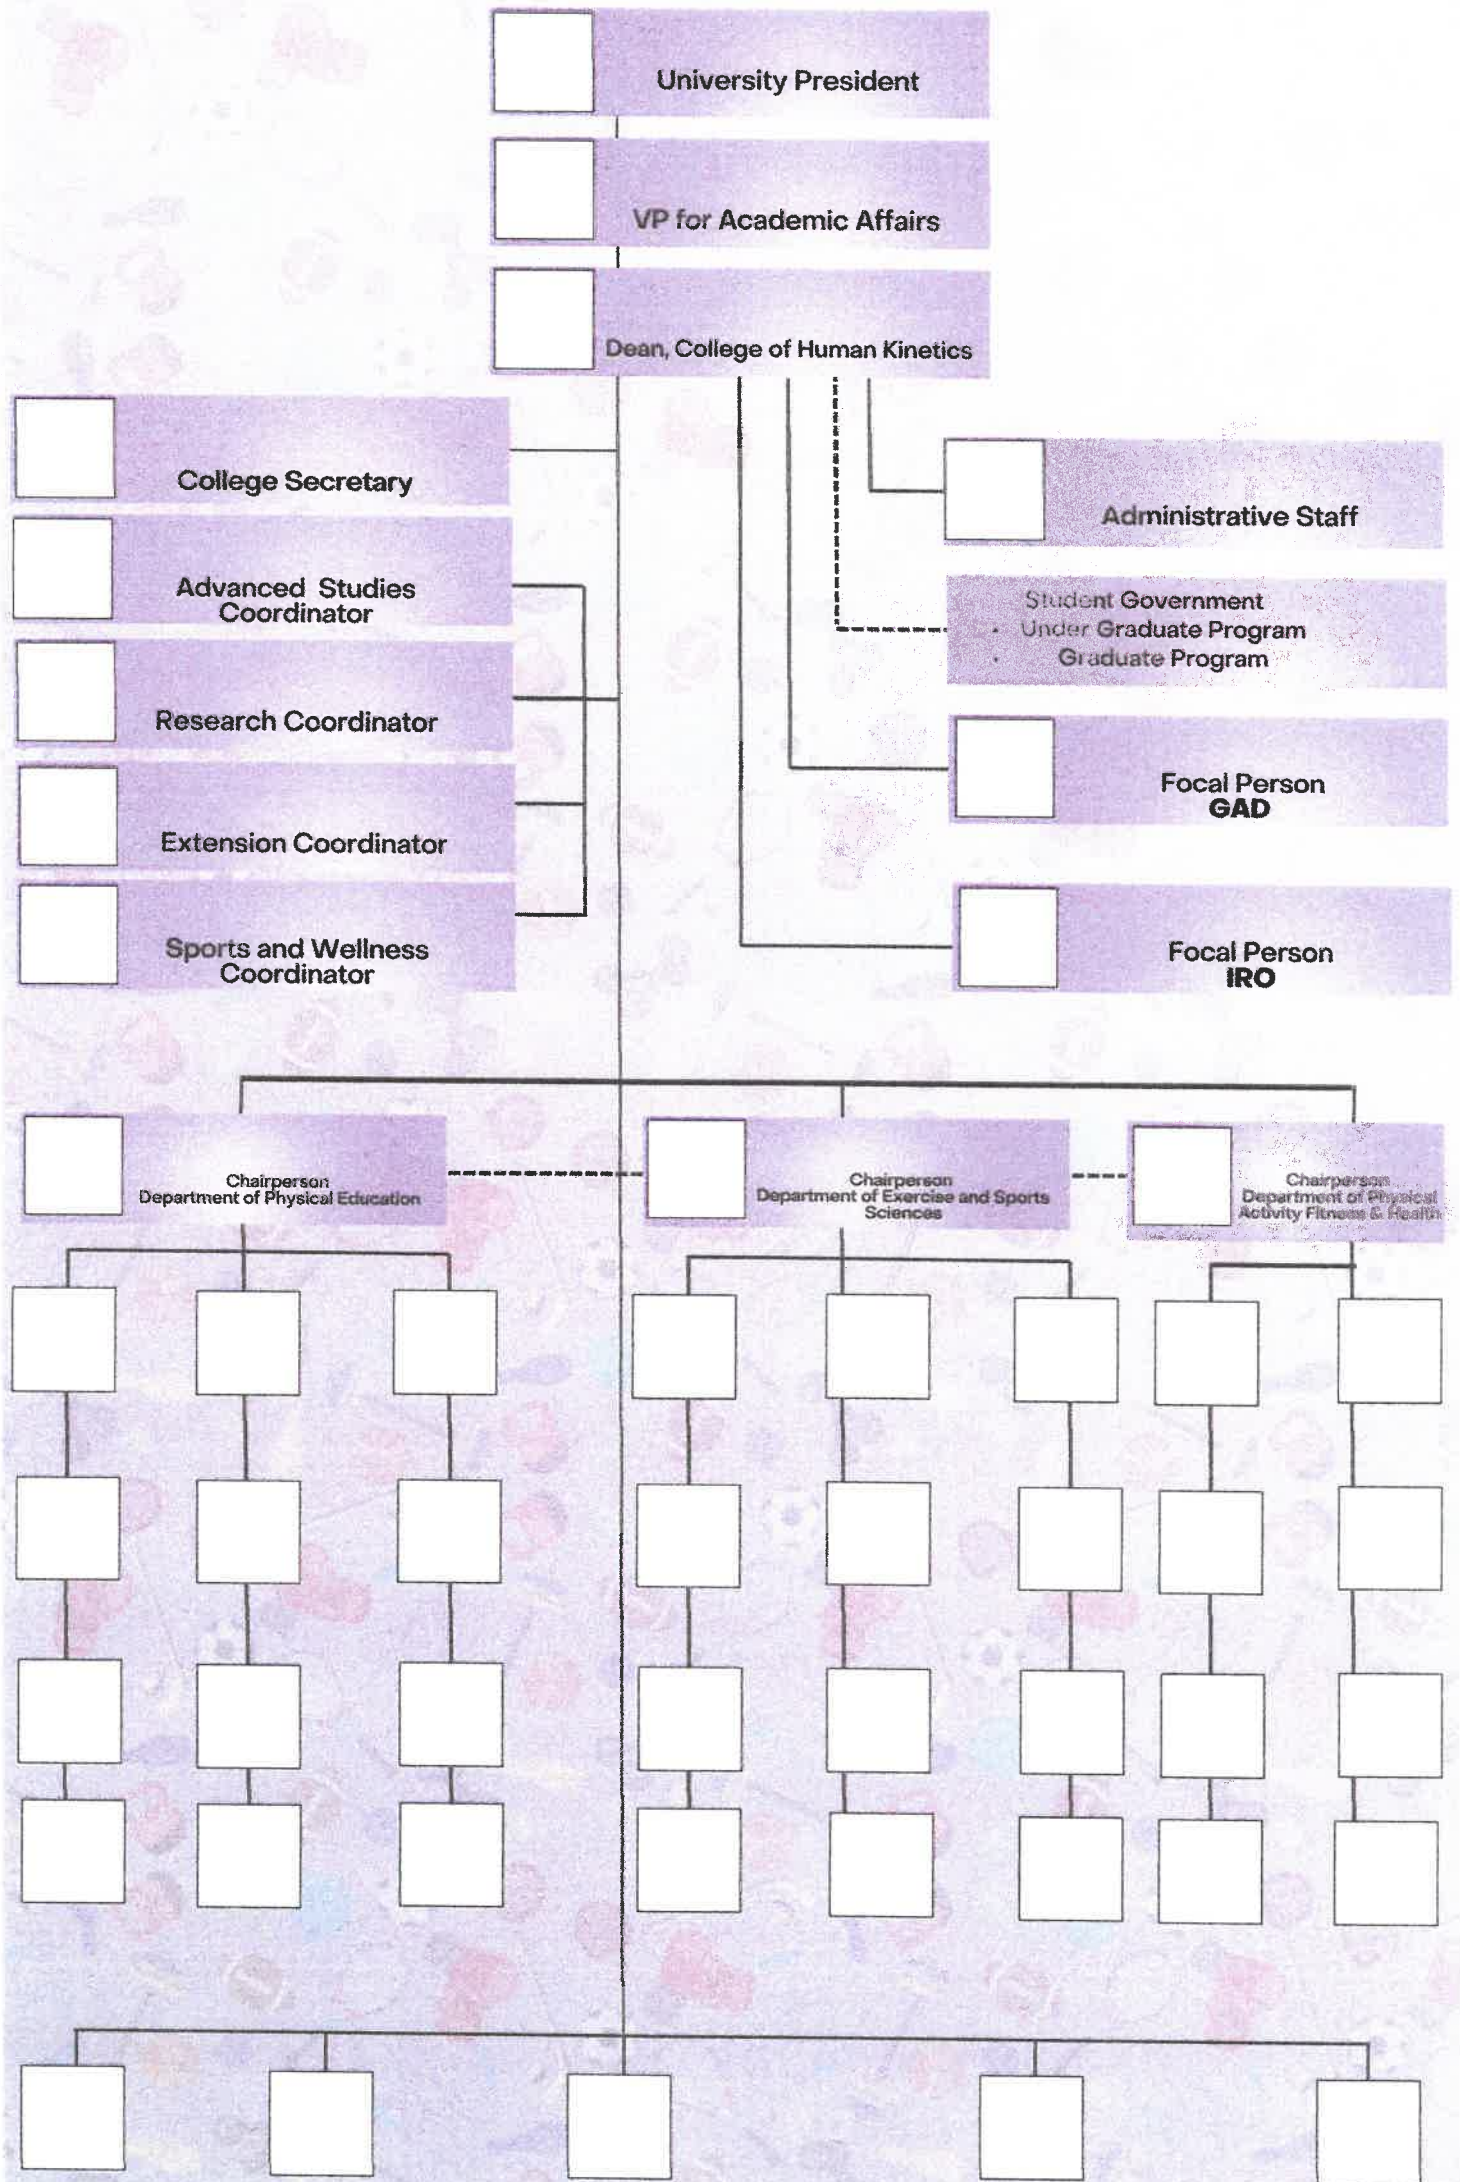 University President
VP for Academic Affairs
Dean, College of Human Kinetics
College Secretary
Advanced Studies
Coordinator
Research Coordinator
Extension Coordinator
Sports and Wellness
Coordinator
Administrative Staff
Student Government
· Under Graduate Program
· Graduate Program
Focal Person
GAD
Focal Person
IRO
Chairperson
Department of Physical Education
Chairperson
Department of Exercise and Sports
Sciences
Chairperson
Department of Physical
Activity Fitness & Health